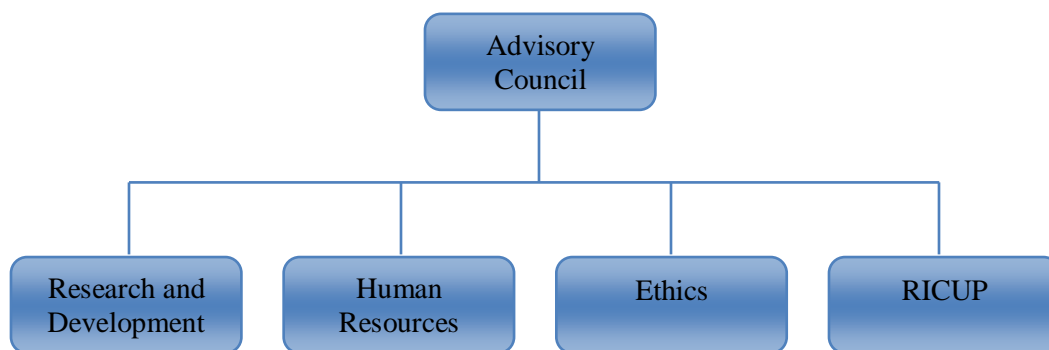 Advisory
Council
Research and
Development
Human
Resources
Ethics
RICUP